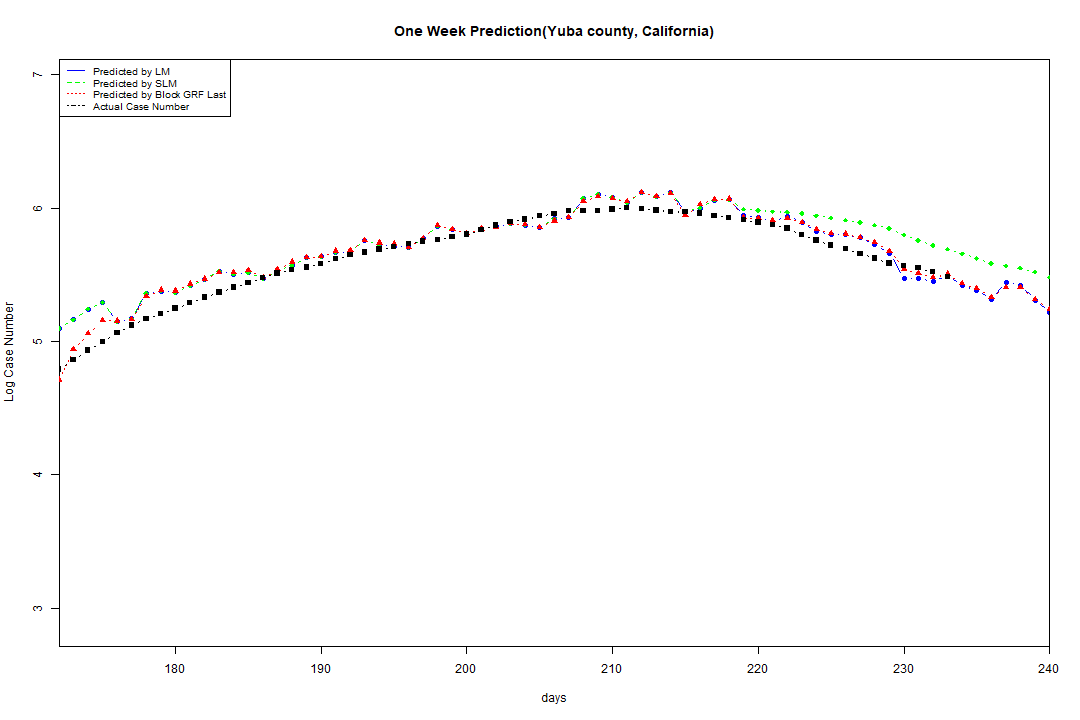 One Week Prediction(Yuba county, California)
Predicted by LM
Predicted by SLM
Predicted by Block GRF Last
Actual Case Number
7
6
5
4
3
Log Case Number
180 190 200 210 220 230 240
days